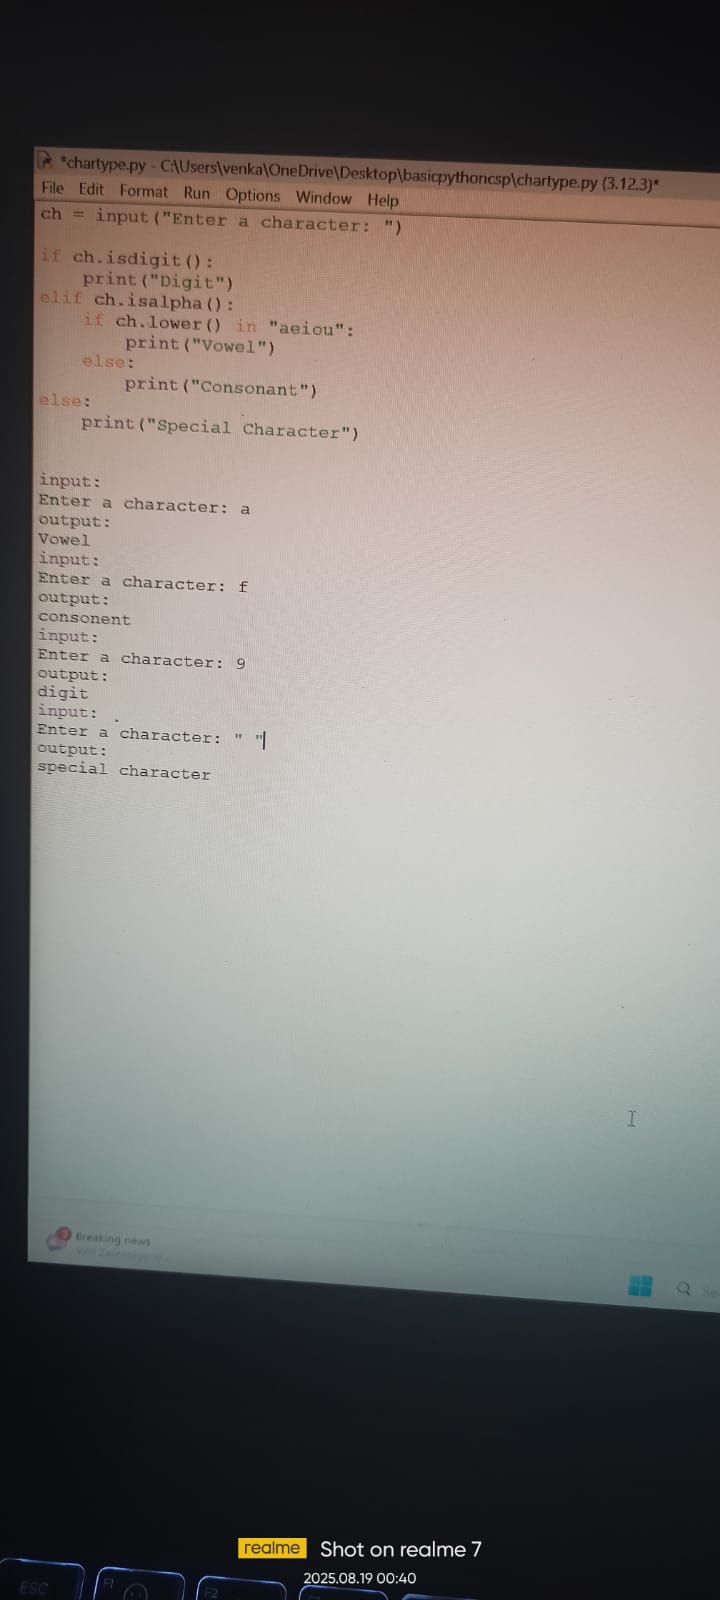 *chartype.py - C:\Users\venka\OneDrive\Desktop\basicpythoncsp\chartype.py (3.12.3)*
File Edit Format Run Options Window Help
ch = input("Enter a character: ")
if ch.isdigit():
    print("Digit")
elif ch.isalpha():
    if ch.lower() in "aeiou":
        print("Vowel")
    else:
        print("Consonant")
else:
    print("Special Character")
input:
Enter a character: a
output:
Vowel
input:
Enter a character: f
output:
consonent
input:
Enter a character: 9
output:
digit
input:
Enter a character: " "
output:
special character
Breaking news
realme Shot on realme 7
2025.08.19 00:40
ESC F1 F2